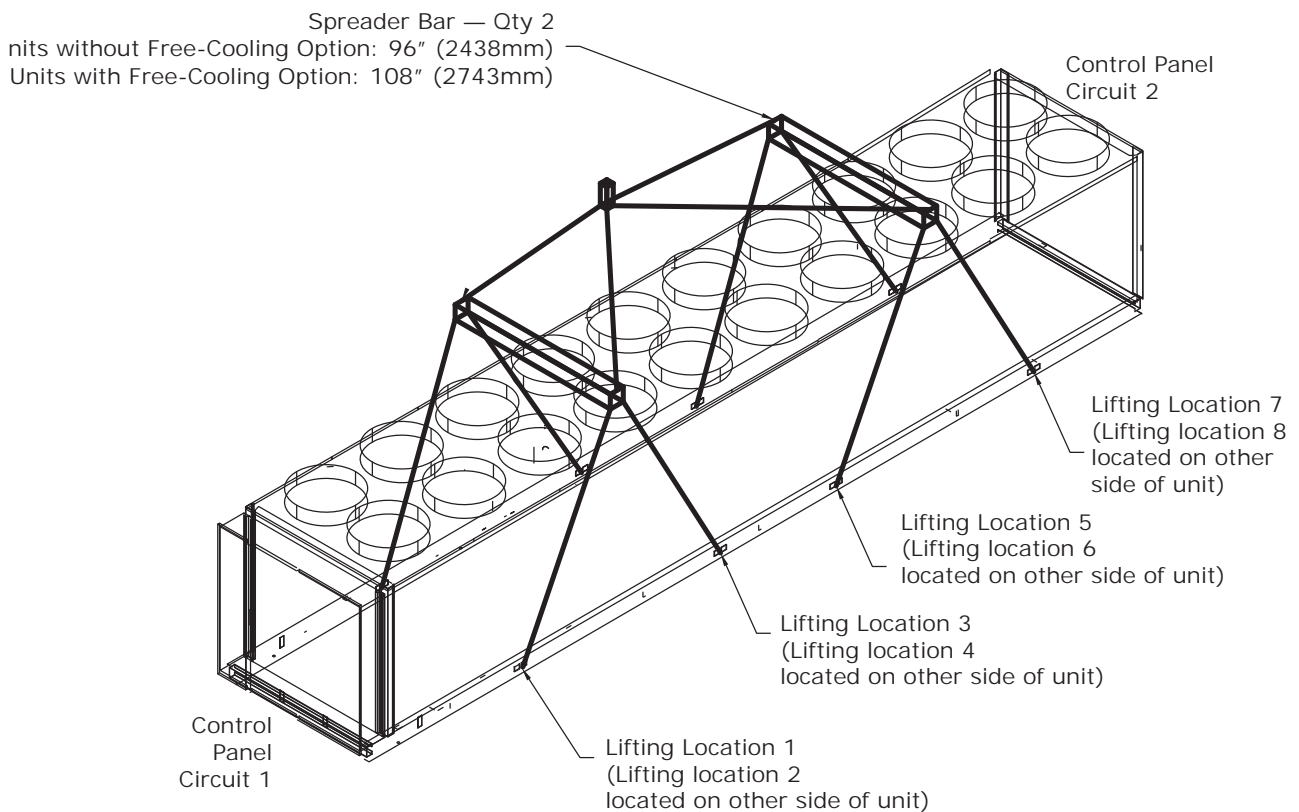 Spreader Bar — Qty 2
nits without Free-Cooling Option: 96" (2438mm)
Units with Free-Cooling Option: 108" (2743mm)
Control Panel
Circuit 2
Lifting Location 7
(Lifting location 8
located on other
side of unit)
Lifting Location 5
(Lifting location 6
located on other side of unit)
Lifting Location 3
(Lifting location 4
located on other side of unit)
Control
Panel
Circuit 1
Lifting Location 1
(Lifting location 2
located on other side of unit)